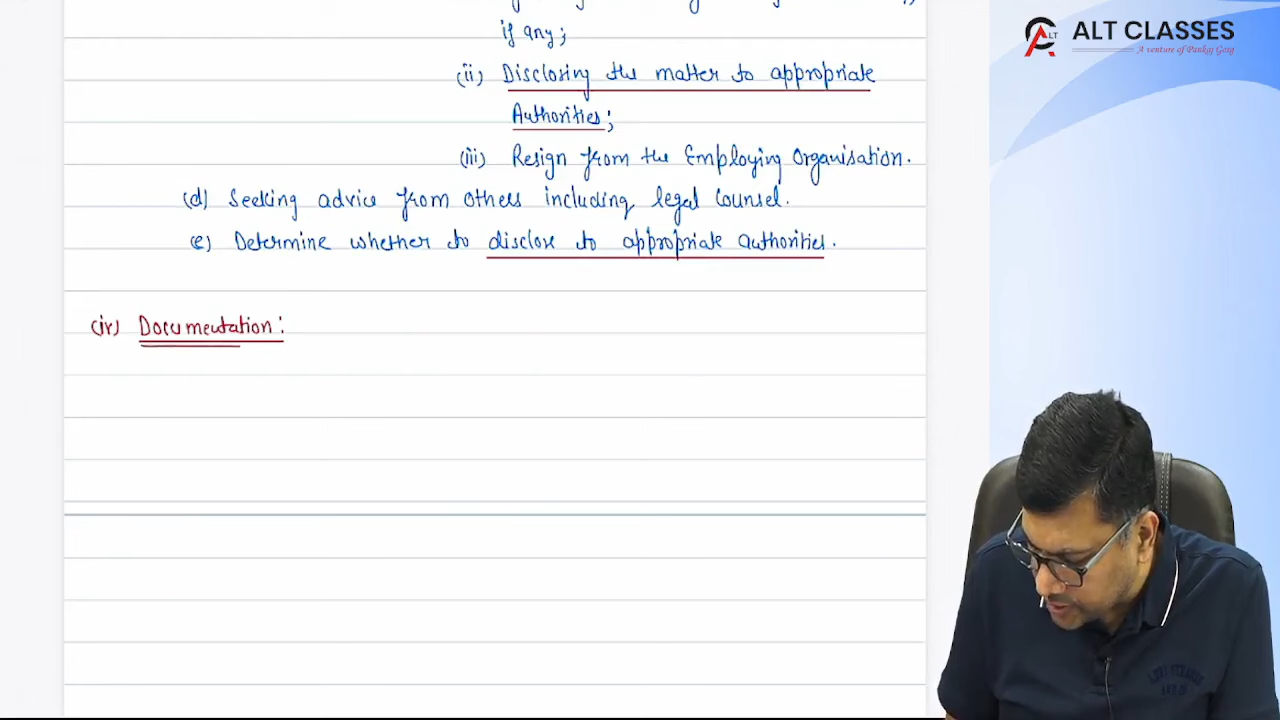 if any;
(ii) Disclosing the matter to appropriate
Authorities;
(iii) Resign from the Employing Organisation.
(d) Seeking advice from others including legal Counsel.
(e) Determine whether to disclose to appropriate authorities.
(iv) Documentation:
ALT
ALT CLASSES
A venture of Pankaj Garg